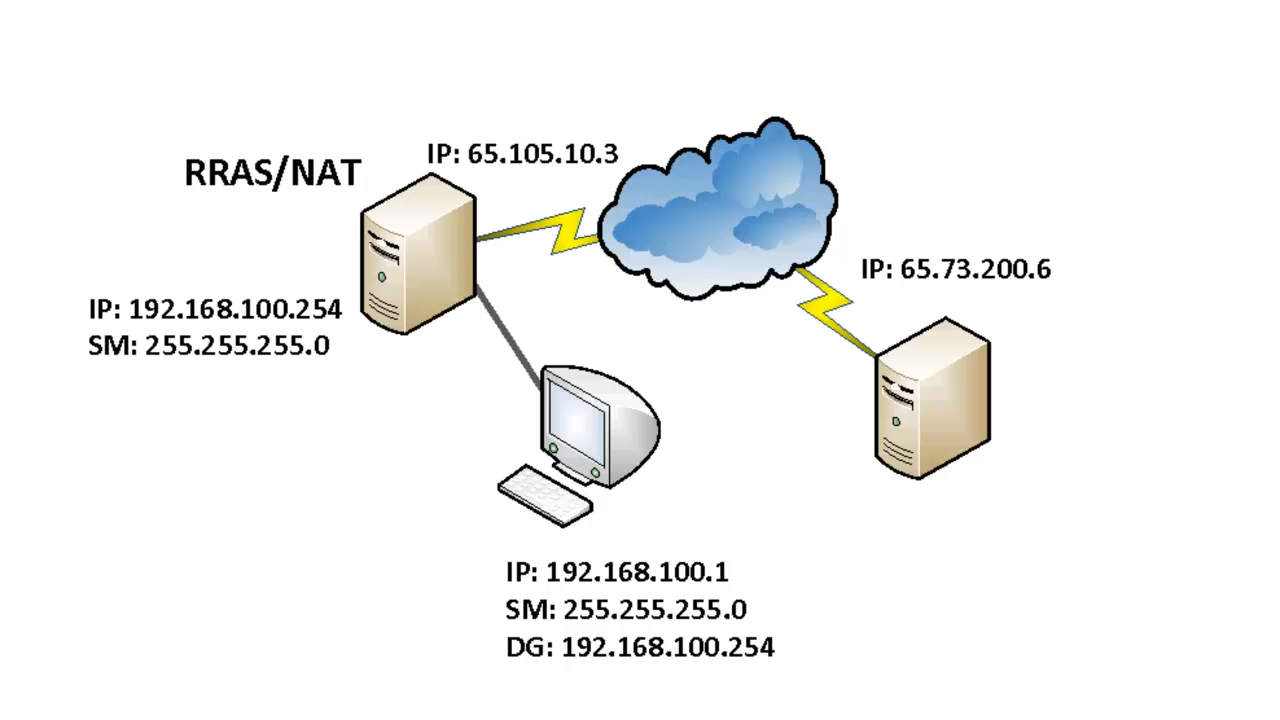 IP: 65.105.10.3
RRAS/NAT
IP: 65.73.200.6
IP: 192.168.100.254
SM: 255.255.255.0
IP: 192.168.100.1
SM: 255.255.255.0
DG: 192.168.100.254